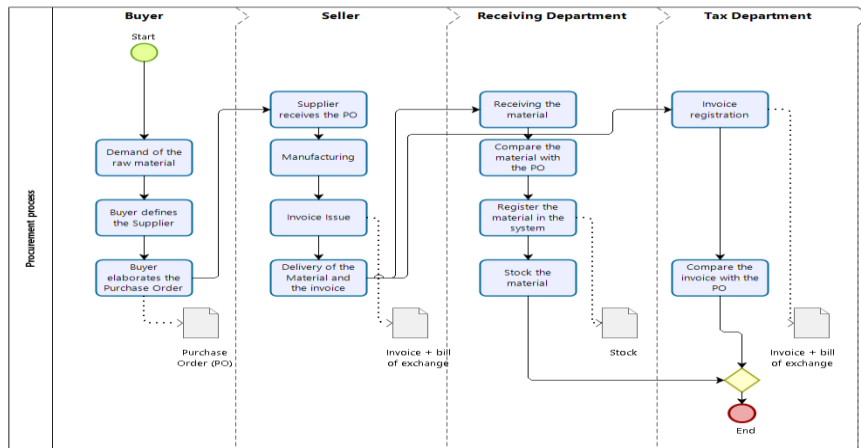 Buyer
Seller
Receiving Department
Tax Department
Procurement process
Start
Demand of the
raw material
Buyer defines
the Supplier
Buyer
elaborates the
Purchase Order
Purchase
Order (PO)
Supplier
receives the PO
Manufacturing
Invoice Issue
Delivery of the
Material and
the invoice
Invoice + bill
of exchange
Receiving the
material
Compare the
material with
the PO
Register the
material in the
system
Stock the
material
Stock
Invoice
registration
Compare the
invoice with the
PO
Invoice + bill
of exchange
End